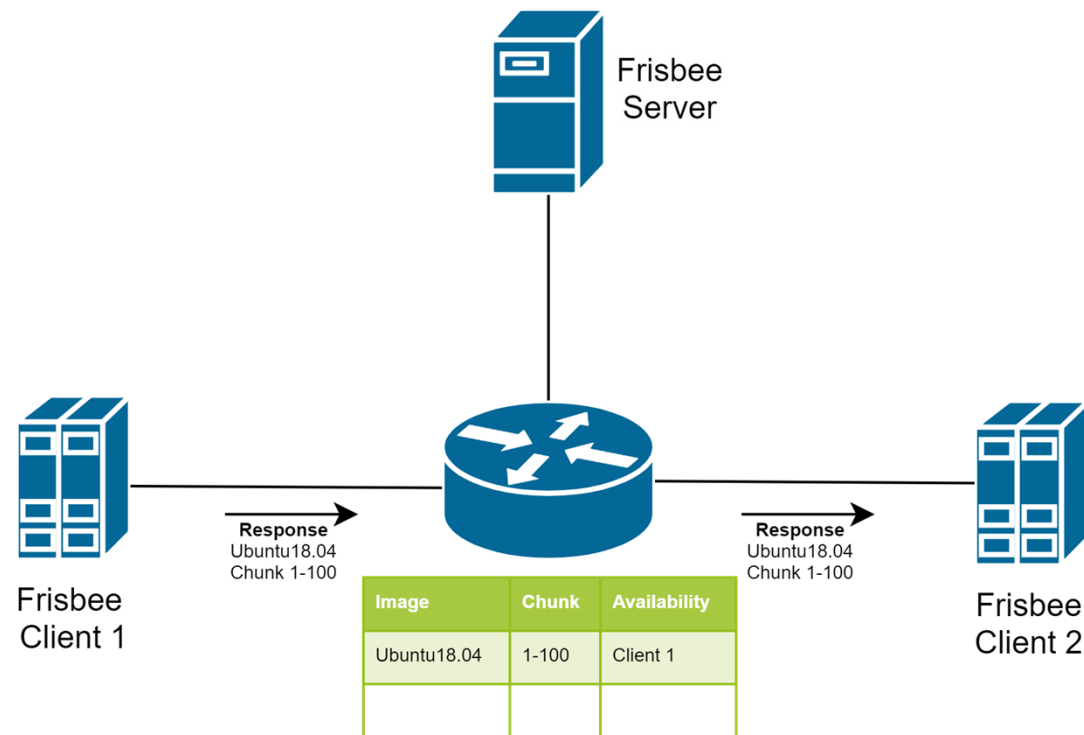 Frisbee
Server
Response
Ubuntu18.04
Chunk 1-100
Response
Ubuntu18.04
Chunk 1-100
Frisbee
Client 1
Image Chunk Availability
Ubuntu18.04 1-100 Client 1
Frisbee
Client 2